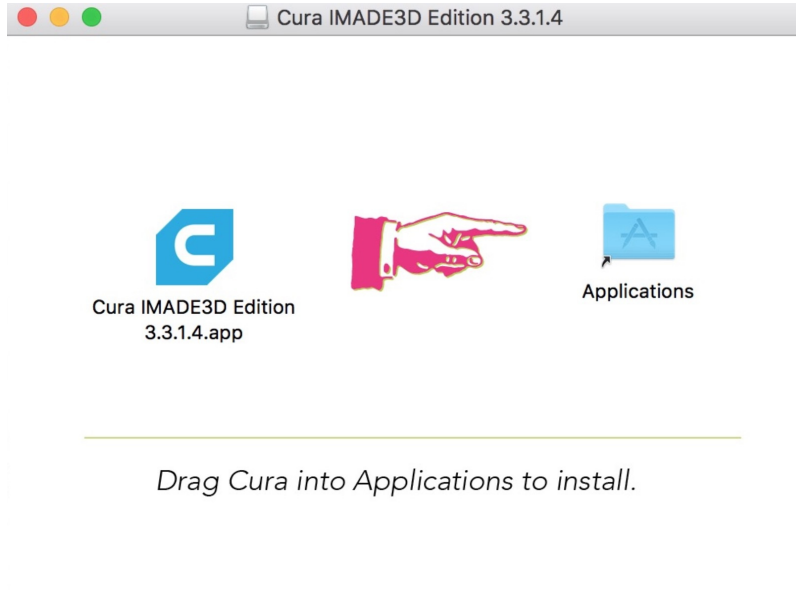 Cura IMADE3D Edition 3.3.1.4
Cura IMADE3D Edition
3.3.1.4.app
Applications
Drag Cura into Applications to install.